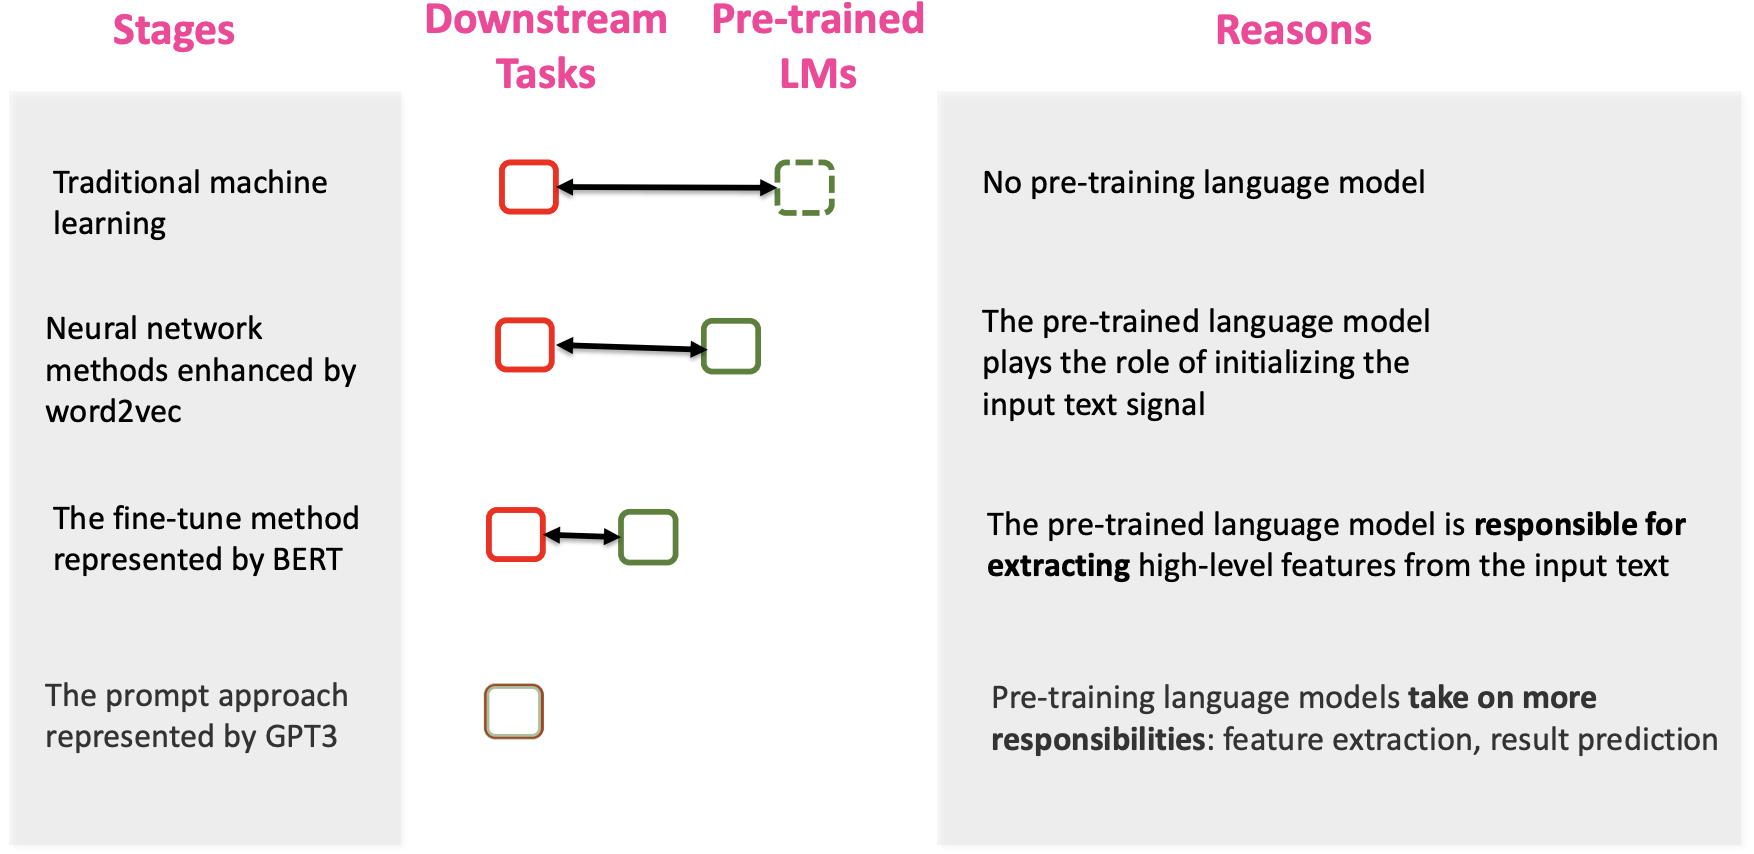 Stages
Downstream
Tasks
Pre-trained
LMs
Reasons
Traditional machine
learning
No pre-training language model
Neural network
methods enhanced by
word2vec
The pre-trained language model
plays the role of initializing the
input text signal
The fine-tune method
represented by BERT
The pre-trained language model is responsible for
extracting high-level features from the input text
The prompt approach
represented by GPT3
Pre-training language models take on more
responsibilities: feature extraction, result prediction